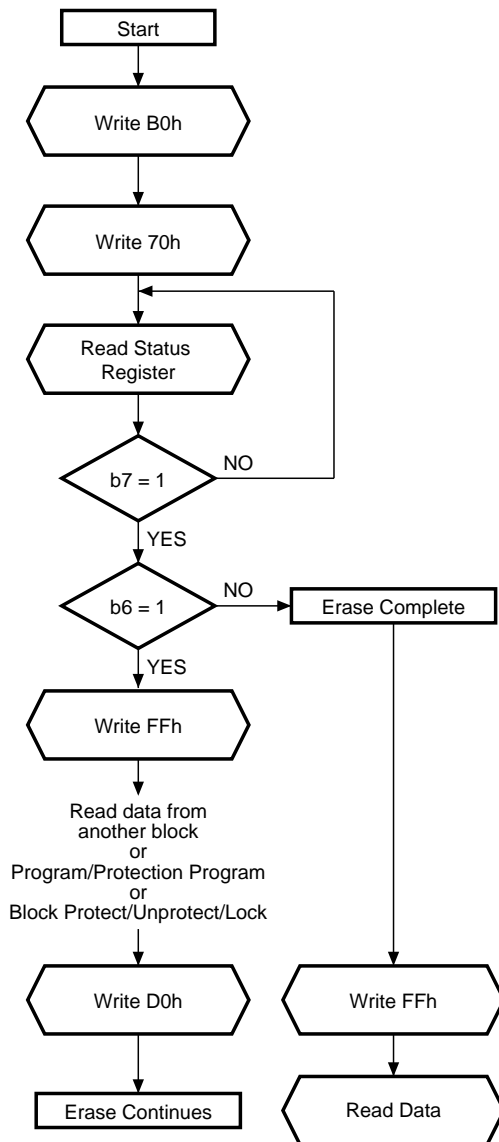 Start
Write B0h
Write 70h
Read Status
Register
b7 = 1
NO
YES
b6 = 1
NO
Erase Complete
YES
Write FFh
Read data from
another block
or
Program/Protection Program
or
Block Protect/Unprotect/Lock
Write D0h
Write FFh
Erase Continues
Read Data